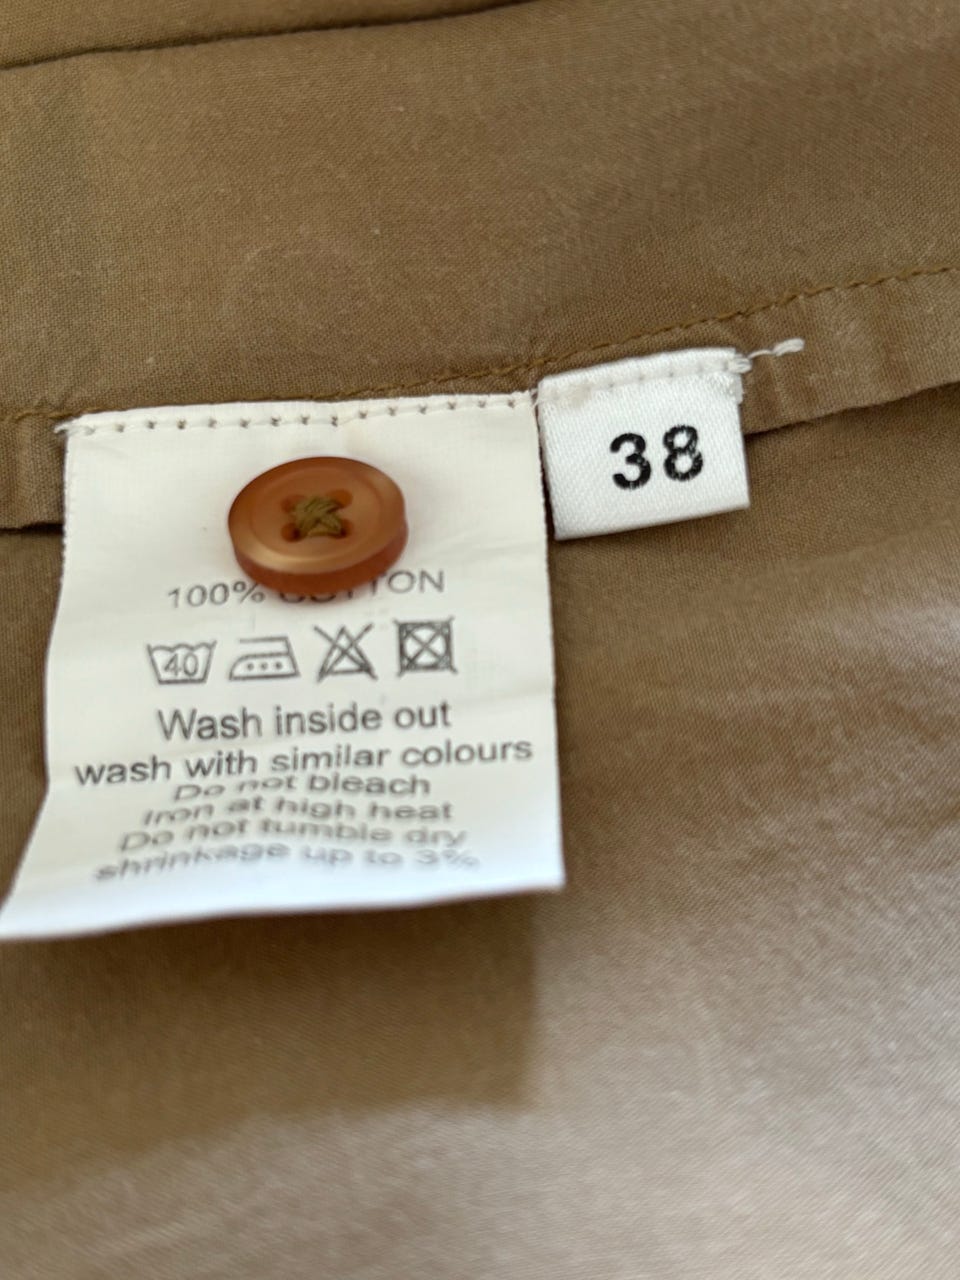 38
100% COTTON
40
Wash inside out
wash with similar colours
Do not bleach
Iron at high heat
Do not tumble dry
shrinkage up to 3%